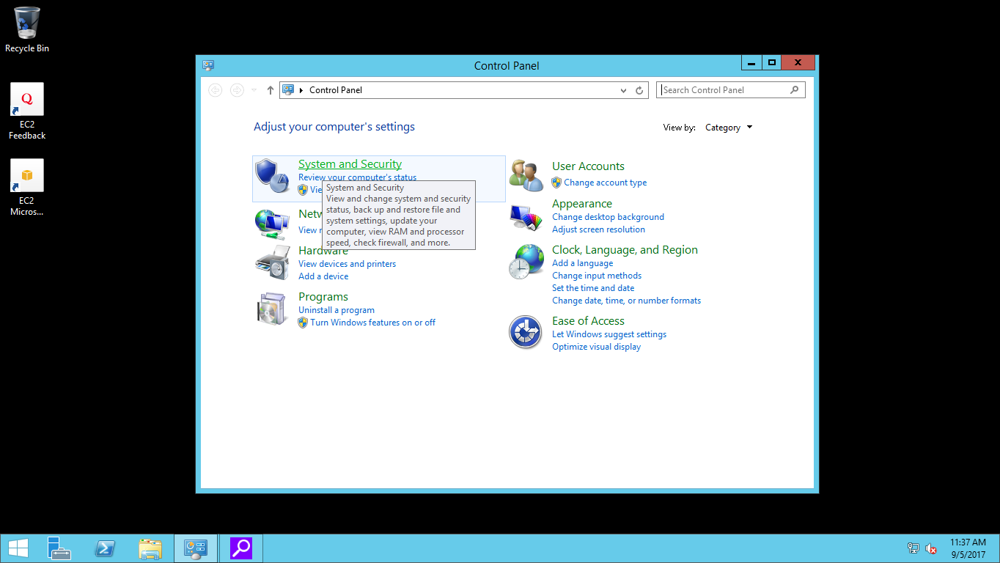 Recycle Bin
Q
EC2
Feedback
EC2
Micros...
Control Panel
Control Panel
Search Control Panel
Adjust your computer's settings
View by: Category
System and Security
Review your computer's status
Vie
System and Security
View and change system and security
status, back up and restore file and
system settings, update your
computer, view RAM and processor
speed, check firewall, and more.
Netw
View n
Hardware
View devices and printers
Add a device
Programs
Uninstall a program
Turn Windows features on or off
User Accounts
Change account type
Appearance
Change desktop background
Adjust screen resolution
Clock, Language, and Region
Add a language
Change input methods
Set the time and date
Change date, time, or number formats
Ease of Access
Let Windows suggest settings
Optimize visual display
11:37 AM
9/5/2017